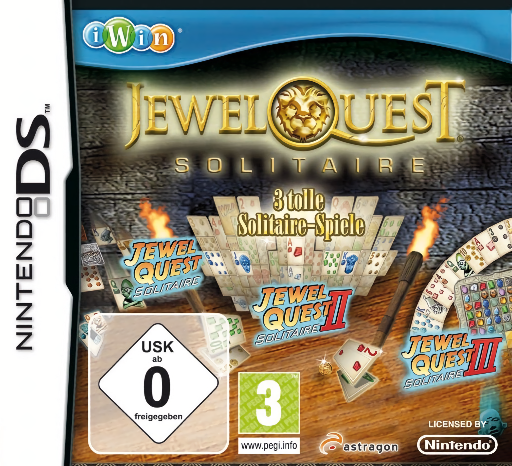 iWin®
NINTENDO DS™
JEWEL QUEST®
SOLITAIRE
3 tolle
Solitaire-Spiele
JEWEL
QUEST
SOLITAIRE
JEWEL
QUEST II
SOLITAIRE
JEWEL
QUEST III
SOLITAIRE
USK
ab
0
freigegeben
3
www.pegi.info
astragon
LICENSED BY
Nintendo